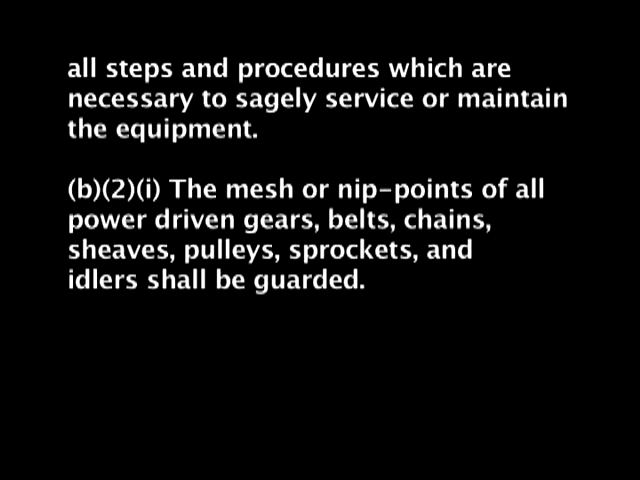 all steps and procedures which are
necessary to sagely service or maintain
the equipment.
(b)(2)(i) The mesh or nip-points of all
power driven gears, belts, chains,
sheaves, pulleys, sprockets, and
idlers shall be guarded.